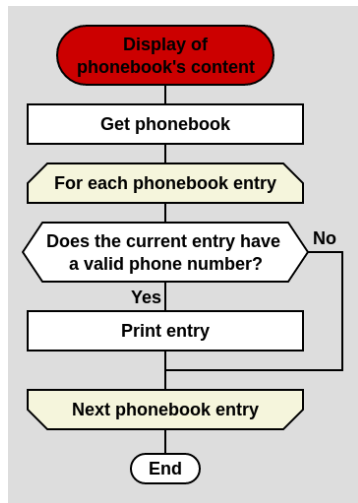 Display of
phonebook's content
Get phonebook
For each phonebook entry
Does the current entry have
a valid phone number?
No
Yes
Print entry
Next phonebook entry
End